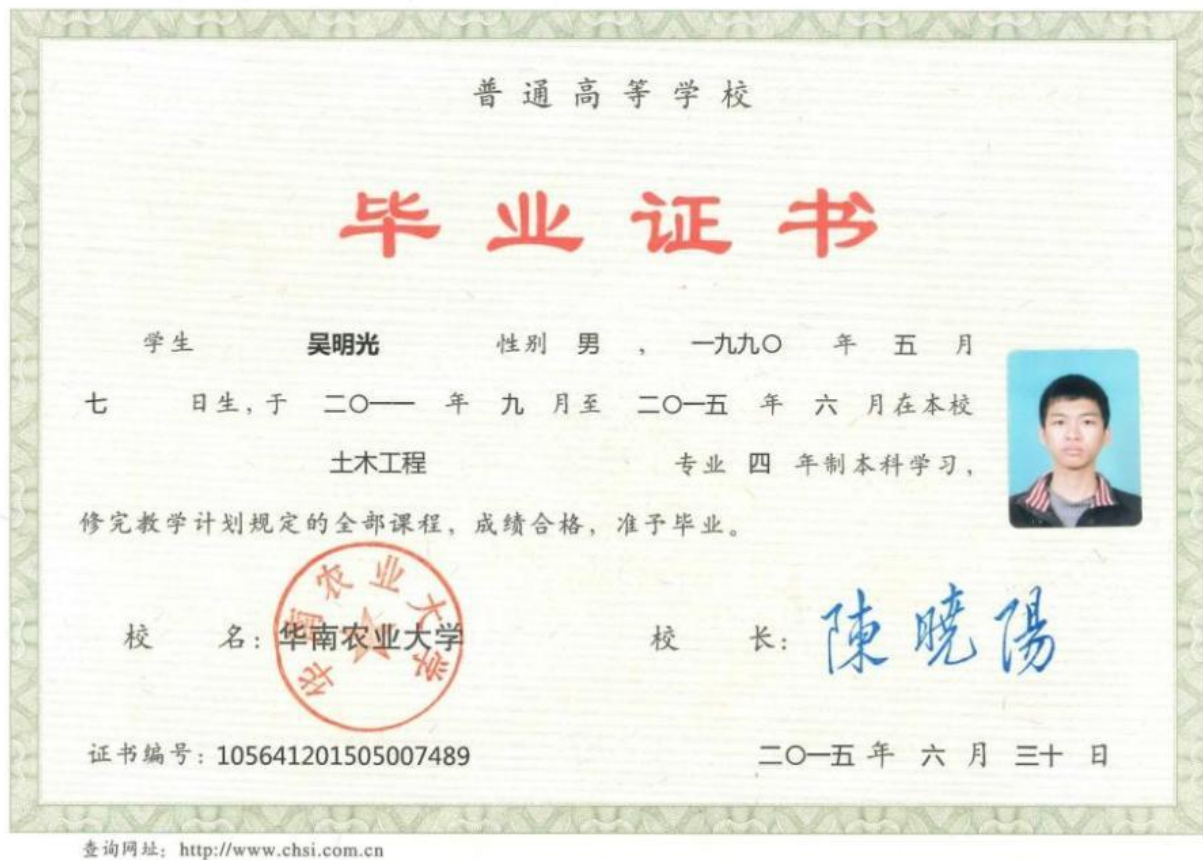 普通高等学校
毕业证书
学生 吴明光 性别 男 , 一九九〇 年 五 月
七 日生,于 二〇一一 年 九 月至 二〇一五 年 六 月在本校
土木工程 专业 四 年制本科学习,
修完教学计划规定的全部课程,成绩合格,准予毕业。
华南农业大学
校 名:华南农业大学 校 长:陳曉陽
证书编号:105641201505007489 二〇一五 年 六 月 三十 日
查询网址:http://www.chsi.com.cn